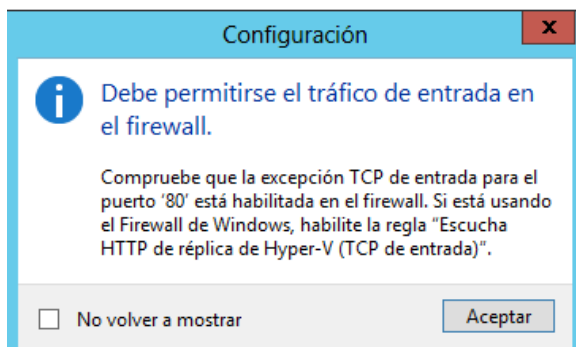 Configuración
x
Debe permitirse el tráfico de entrada en
el firewall.
Compruebe que la excepción TCP de entrada para el
puerto '80' está habilitada en el firewall. Si está usando
el Firewall de Windows, habilite la regla "Escucha
HTTP de réplica de Hyper-V (TCP de entrada)".
No volver a mostrar
Aceptar